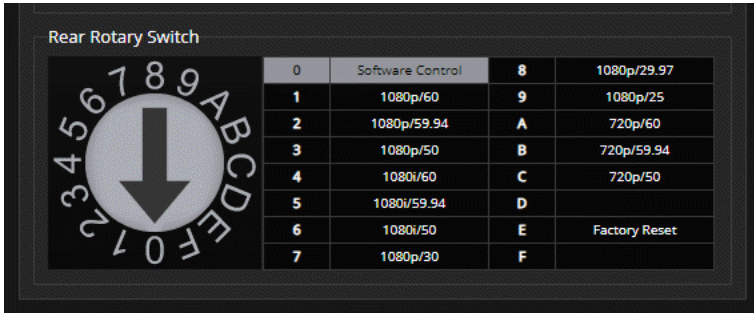 Rear Rotary Switch
0 1 2 3 4 5 6 7 8 9 A B C D E F
0 Software Control 8 1080p/29.97
1 1080p/60 9 1080p/25
2 1080p/59.94 A 720p/60
3 1080p/50 B 720p/59.94
4 1080i/60 C 720p/50
5 1080i/59.94 D
6 1080i/50 E Factory Reset
7 1080p/30 F